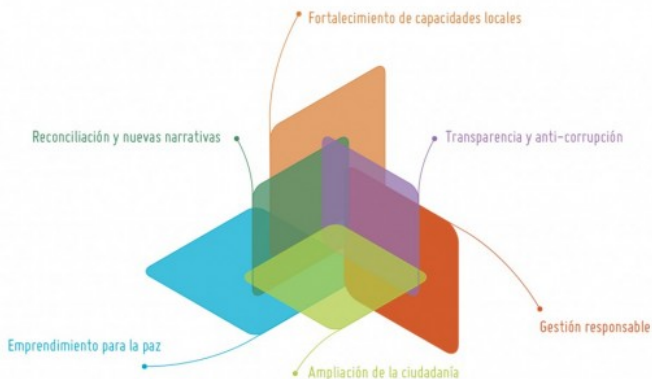 Fortalecimiento de capacidades locales
Reconciliación y nuevas narrativas
Transparencia y anti-corrupción
Gestión responsable
Emprendimiento para la paz
Ampliación de la ciudadanía